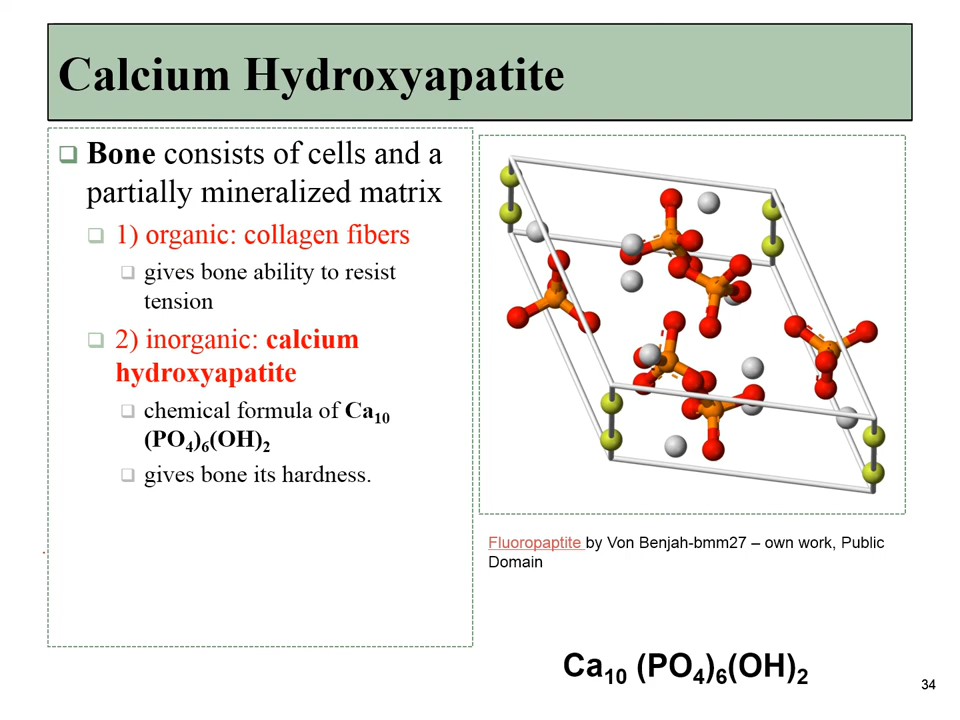 Calcium Hydroxyapatite
Bone consists of cells and a
partially mineralized matrix
1) organic: collagen fibers
gives bone ability to resist
tension
2) inorganic: calcium
hydroxyapatite
chemical formula of Ca₁₀
(PO₄)₆(OH)₂
gives bone its hardness.
Fluoropaptite by Von Benjah-bmm27 – own work, Public
Domain
Ca₁₀ (PO₄)₆(OH)₂
34